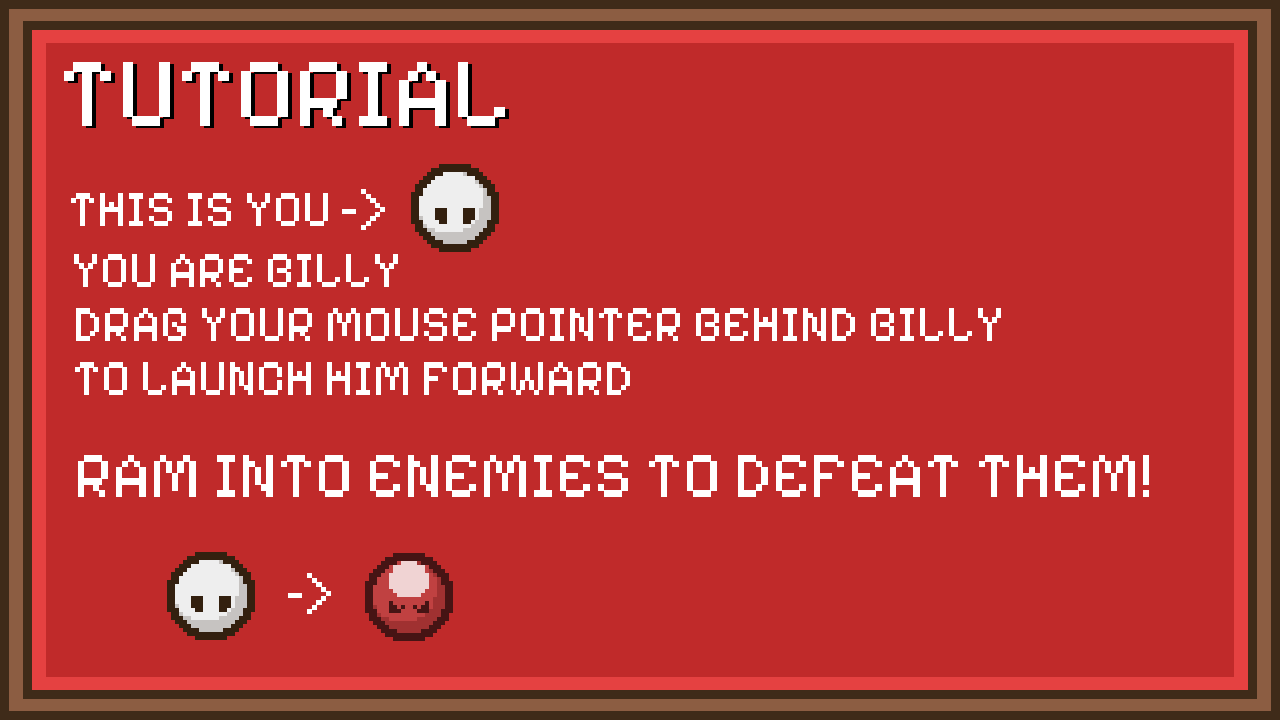 TUTORIAL
THIS IS YOU ->
YOU ARE BILLY
DRAG YOUR MOUSE POINTER BEHIND BILLY
TO LAUNCH HIM FORWARD
RAM INTO ENEMIES TO DEFEAT THEM!
->